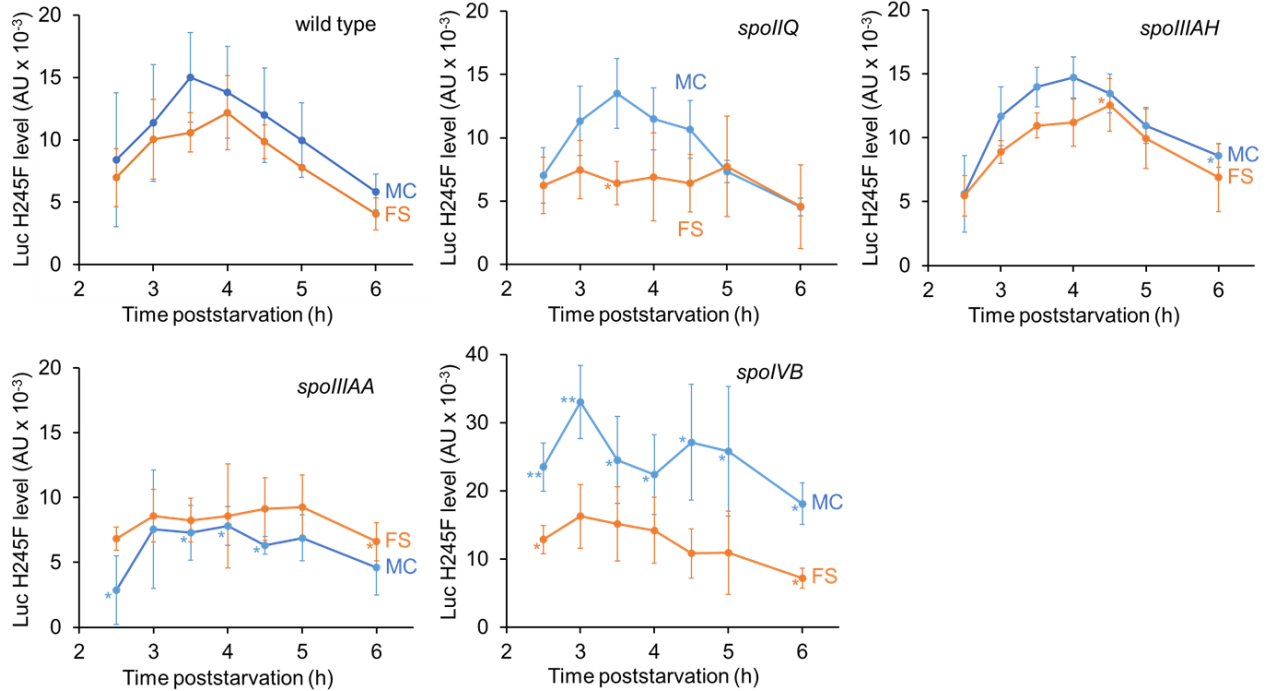 wild type
Luc H245F level (AU x 10⁻³)
20
15
10
5
0
MC
FS
2 3 4 5 6
Time poststarvation (h)
spoIIQ
Luc H245F level (AU x 10⁻³)
20
15
10
5
0
MC
*
FS
2 3 4 5 6
Time poststarvation (h)
spoIIIAH
Luc H245F level (AU x 10⁻³)
20
15
10
5
0
*
MC
*
FS
2 3 4 5 6
Time poststarvation (h)
spoIIIAA
Luc H245F level (AU x 10⁻³)
20
15
10
5
0
* * * *
FS
*
MC
2 3 4 5 6
Time poststarvation (h)
spoIVB
Luc H245F level (AU x 10⁻³)
40
30
20
10
0
** ** * * * * *
MC
* *
FS
2 3 4 5 6
Time poststarvation (h)